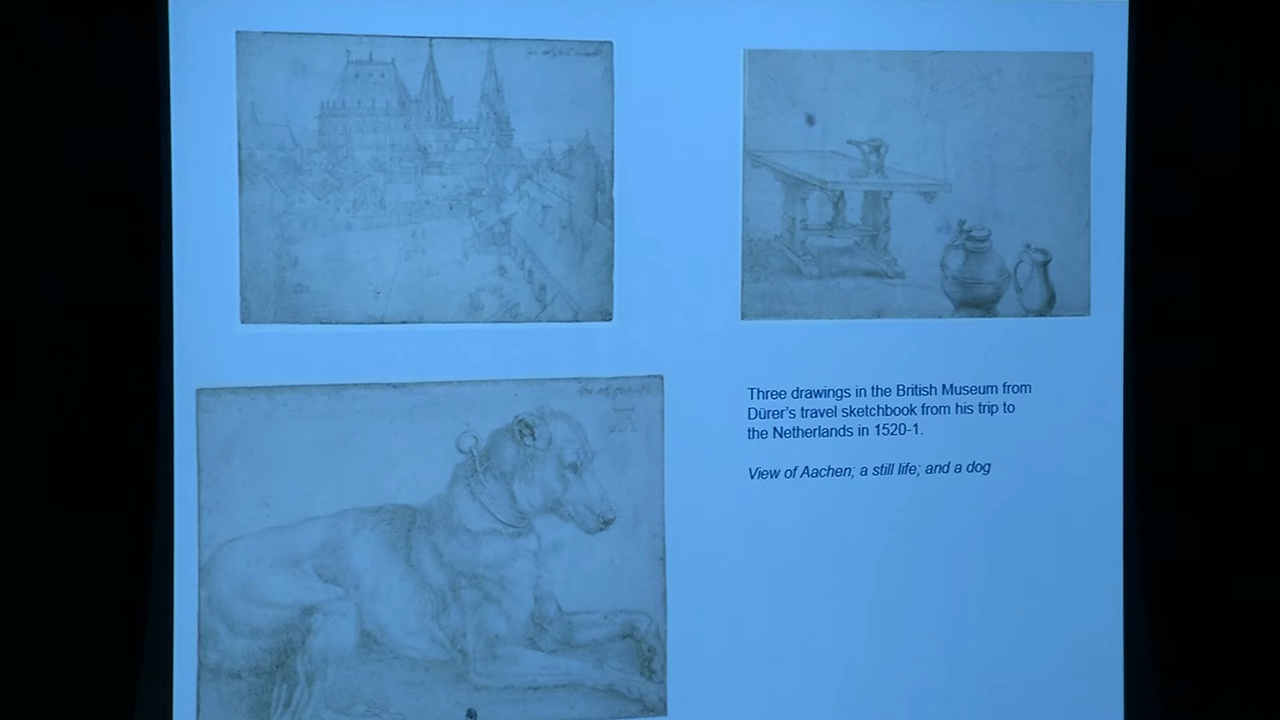 Three drawings in the British Museum from
Dürer's travel sketchbook from his trip to
the Netherlands in 1520-1.
View of Aachen; a still life; and a dog